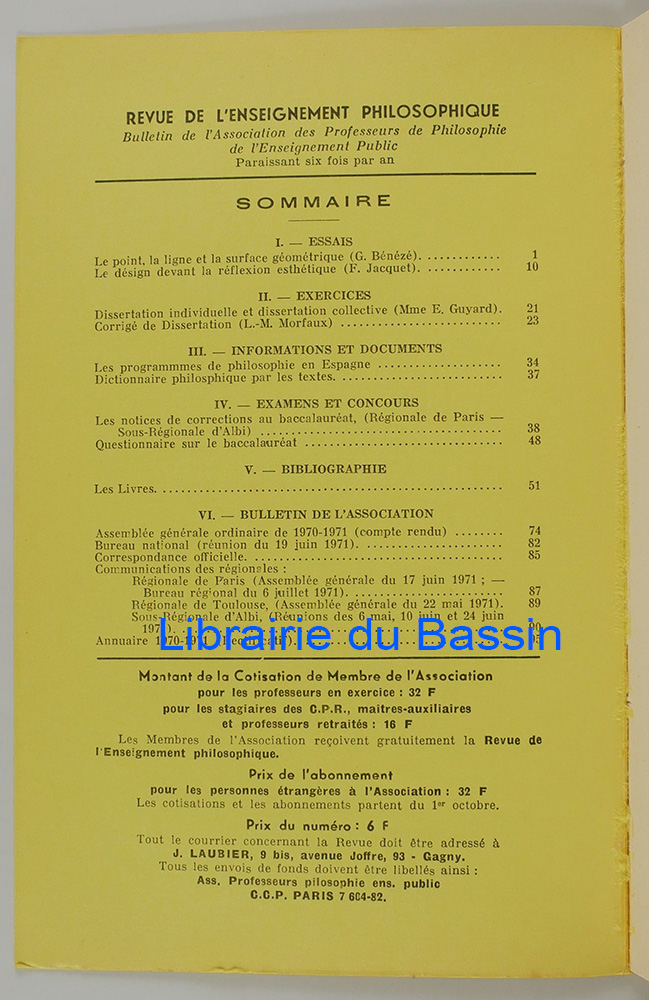 REVUE DE L'ENSEIGNEMENT PHILOSOPHIQUE
Bulletin de l'Association des Professeurs de Philosophie
de l'Enseignement Public
Paraissant six fois par an
SOMMAIRE
I. — ESSAIS
Le point, la ligne et la surface géométrique (G. Bénézé). ............ 1
Le désign devant la réflexion esthétique (F. Jacquet). ............ 10
II. — EXERCICES
Dissertation individuelle et dissertation collective (Mme E. Guyard). 21
Corrigé de Dissertation (L.-M. Morfaux) .......................... 23
III. — INFORMATIONS ET DOCUMENTS
Les programmmes de philosophie en Espagne ..................... 34
Dictionnaire philosphique par les textes. .......................... 37
IV. — EXAMENS ET CONCOURS
Les notices de corrections au baccalauréat, (Régionale de Paris —
Sous-Régionale d'Albi) ....................................... 38
Questionnaire sur le baccalauréat ................................ 48
V. — BIBLIOGRAPHIE
Les Livres. ....................................................... 51
VI. — BULLETIN DE L'ASSOCIATION
Assemblée générale ordinaire de 1970-1971 (compte rendu) ........ 74
Bureau national (réunion du 19 juin 1971). ...................... 82
Correspondance officielle. ......................................... 85
Communications des régionales :
Régionale de Paris (Assemblée générale du 17 juin 1971 ; —
Bureau régional du 6 juillet 1971). ........................ 87
Régionale de Toulouse, (Assemblée générale du 22 mai 1971). 89
Sous-Régionale d'Albi, (Réunions des 6 mai, 10 juin et 24 juin
1971). 90
Annuaire 1970-1971 95
Librairie du Bassin
Montant de la Cotisation de Membre de l'Association
pour les professeurs en exercice : 32 F
pour les stagiaires des C.P.R., maitres-auxiliaires
et professeurs retraités : 16 F
Les Membres de l'Association reçoivent gratuitement la Revue de
l'Enseignement philosophique.
Prix de l'abonnement
pour les personnes étrangères à l'Association : 32 F
Les cotisations et les abonnements partent du 1er octobre.
Prix du numéro : 6 F
Tout le courrier concernant la Revue doit être adressé à
J. LAUBIER, 9 bis, avenue Joffre, 93 - Gagny.
Tous les envois de fonds doivent être libellés ainsi :
Ass. Professeurs pilosophie ens. public
C.C.P. PARIS 7 604-82.